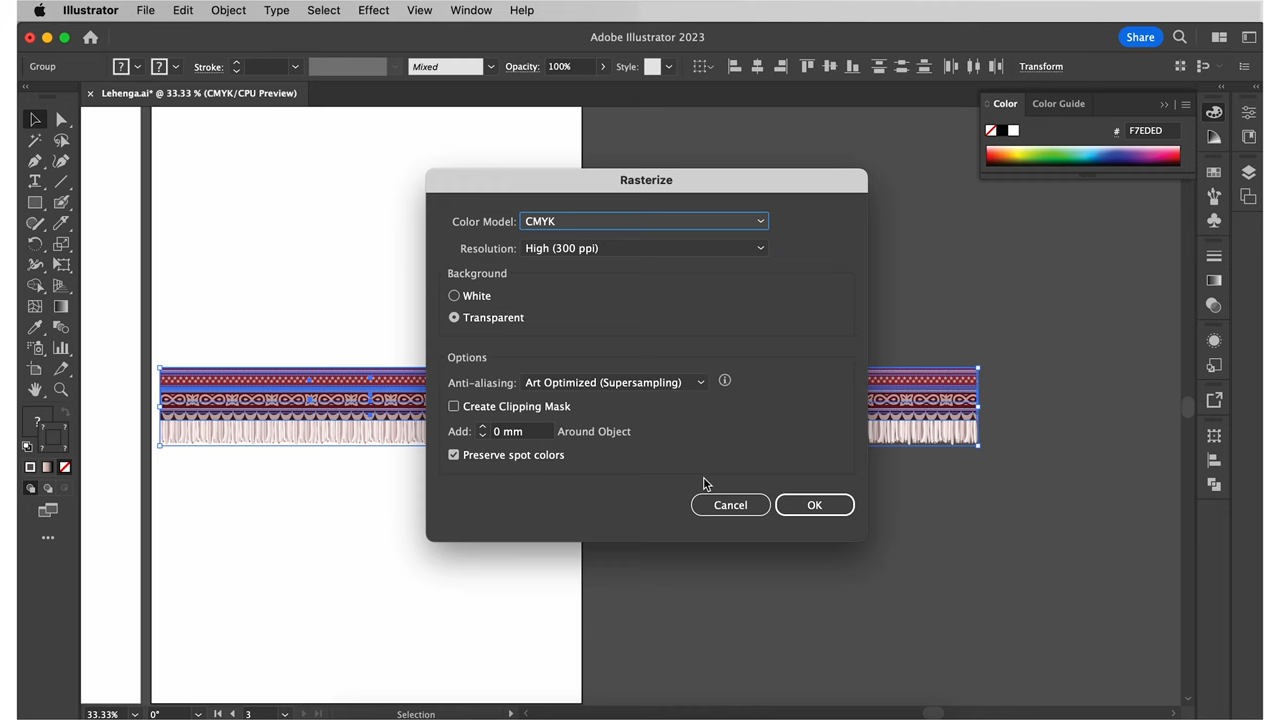 Illustrator File Edit Object Type Select Effect View Window Help
Adobe Illustrator 2023
Share
Group
? ? Stroke: Mixed Opacity: 100% Style: Transform
× Lehenga.ai* @ 33.33 % (CMYK/CPU Preview)
Color Color Guide
# F7EDED
Rasterize
Color Model: CMYK
Resolution: High (300 ppi)
Background
White
Transparent
Options
Anti-aliasing: Art Optimized (Supersampling)
Create Clipping Mask
Add: 0 mm Around Object
Preserve spot colors
Cancel OK
?
?
33.33% 0° 3 Selection